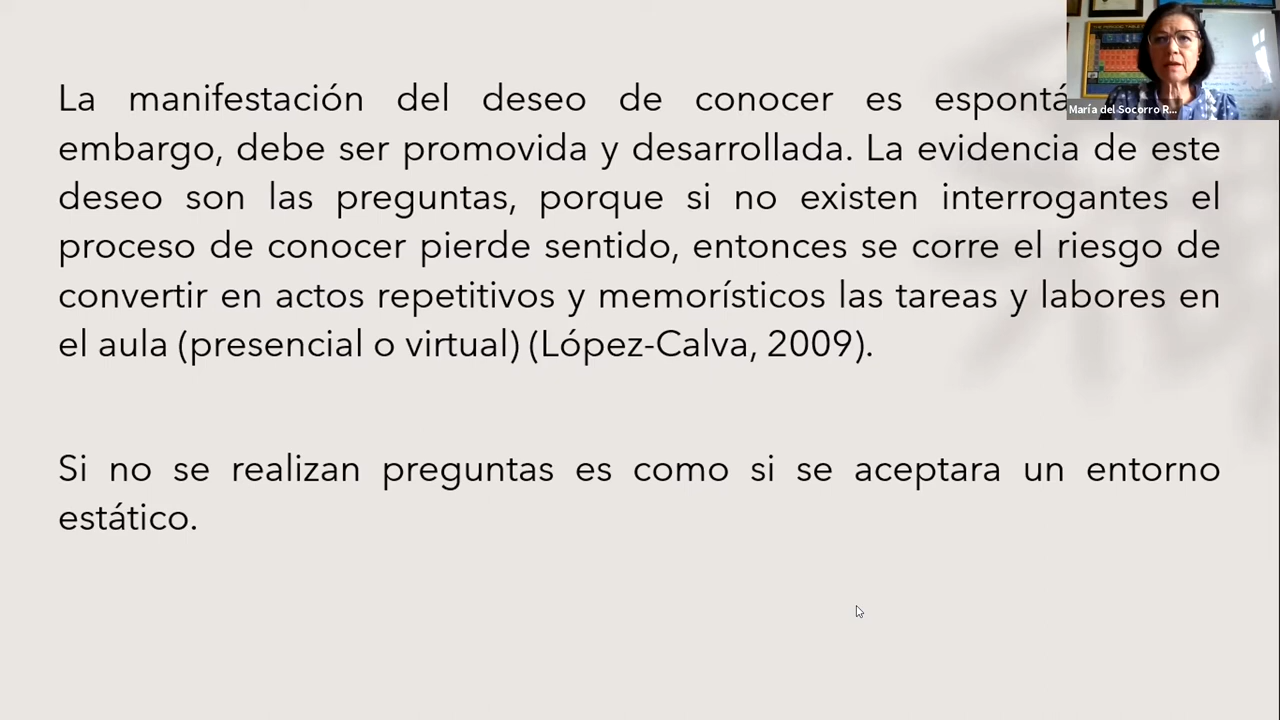 La manifestación del deseo de conocer es
embargo, debe ser promovida y desarrollada. La evidencia de este
deseo son las preguntas, porque si no existen interrogantes el
proceso de conocer pierde sentido, entonces se corre el riesgo de
convertir en actos repetitivos y memorísticos las tareas y labores en
el aula (presencial o virtual) (López-Calva, 2009).
Si no se realizan preguntas es como si se aceptara un entorno
estático.
María del Socorro R...